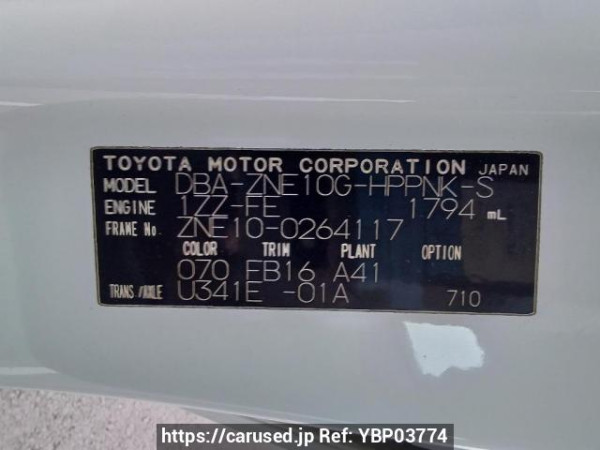 TOYOTA MOTOR CORPORATION JAPAN
MODEL DBA-ZNE10G-HPPNK-S
ENGINE 1ZZ-FE 1794 mL
FRAME No. ZNE10-0264117
COLOR TRIM PLANT OPTION
070 FB16 A41
TRANS/AXLE U341E -01A 710
https://carused.jp Ref: YBP03774